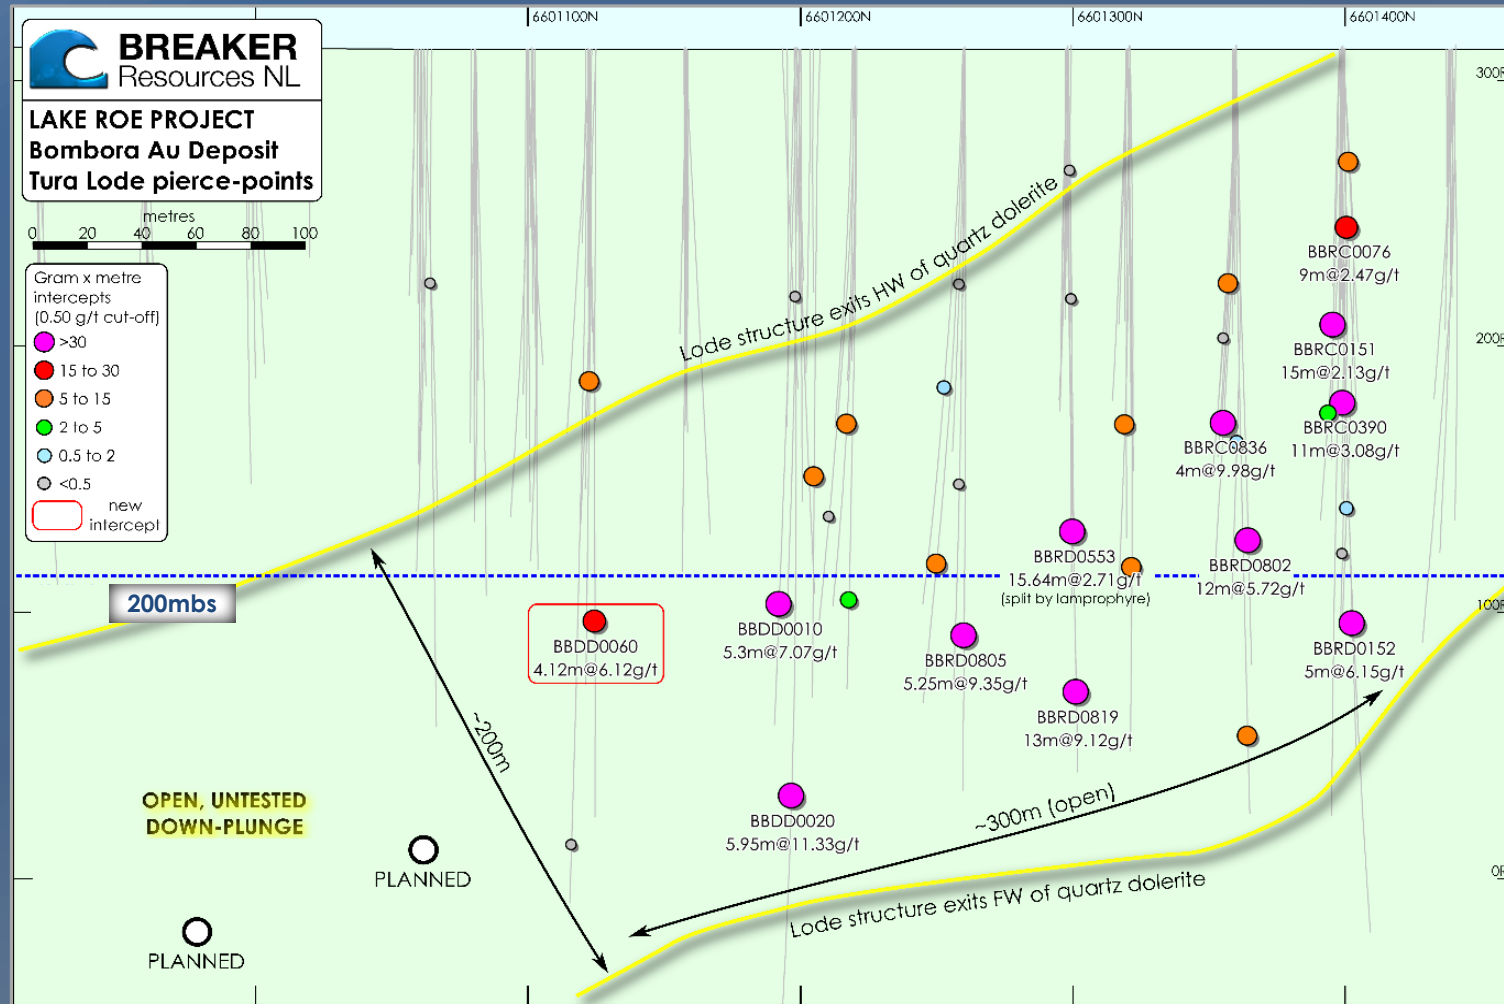 6601100N
6601200N
6601300N
6601400N
BREAKER
Resources NL
LAKE ROE PROJECT
Bombora Au Deposit
Tura Lode pierce-points
metres
0 20 40 60 80 100
Gram x metre
intercepts
(0.50 g/t cut-off)
>30
15 to 30
5 to 15
2 to 5
0.5 to 2
<0.5
new
intercept
300R
200R
100R
0R
Lode structure exits HW of quartz dolerite
BBRC0076
9m@2.47g/t
BBRC0151
15m@2.13g/t
BBRC0390
11m@3.08g/t
BBRC0836
4m@9.98g/t
BBRD0553
15.64m@2.71g/t
(split by lamprophyre)
BBRD0802
12m@5.72g/t
200mbs
BBDD0060
4.12m@6.12g/t
BBDD0010
5.3m@7.07g/t
BBRD0805
5.25m@9.35g/t
BBRD0152
5m@6.15g/t
BBRD0819
13m@9.12g/t
~200m
BBDD0020
5.95m@11.33g/t
~300m (open)
OPEN, UNTESTED
DOWN-PLUNGE
PLANNED
PLANNED
Lode structure exits FW of quartz dolerite